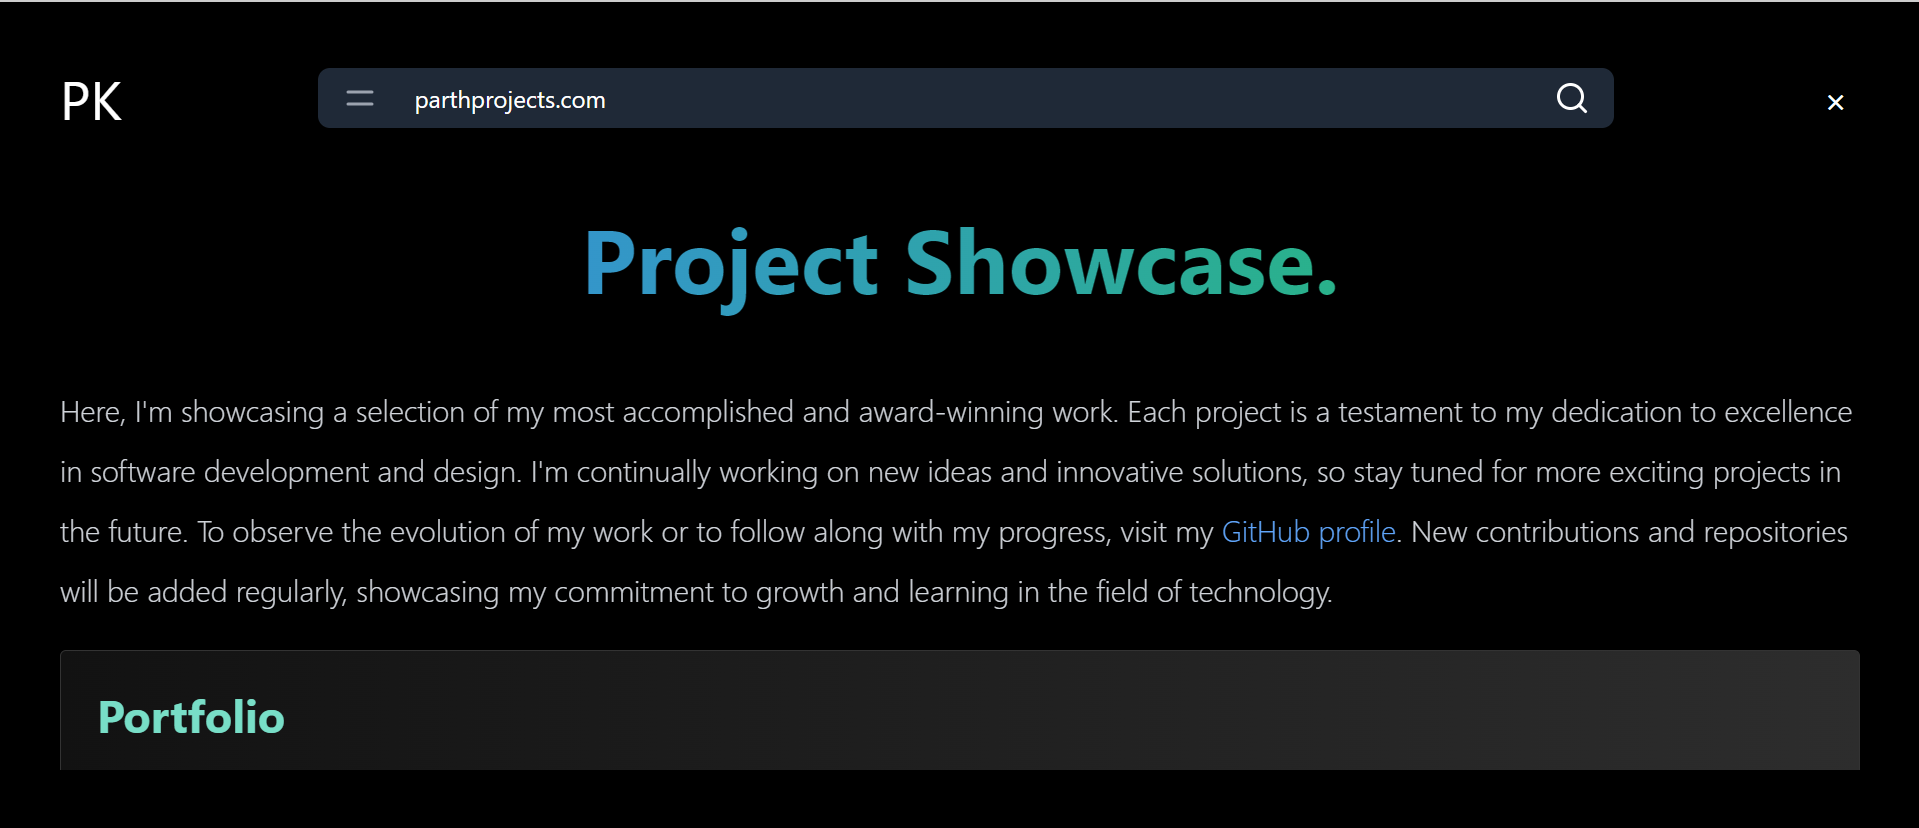 PK
parthprojects.com
Project Showcase.
Here, I'm showcasing a selection of my most accomplished and award-winning work. Each project is a testament to my dedication to excellence
in software development and design. I'm continually working on new ideas and innovative solutions, so stay tuned for more exciting projects in
the future. To observe the evolution of my work or to follow along with my progress, visit my GitHub profile. New contributions and repositories
will be added regularly, showcasing my commitment to growth and learning in the field of technology.
Portfolio